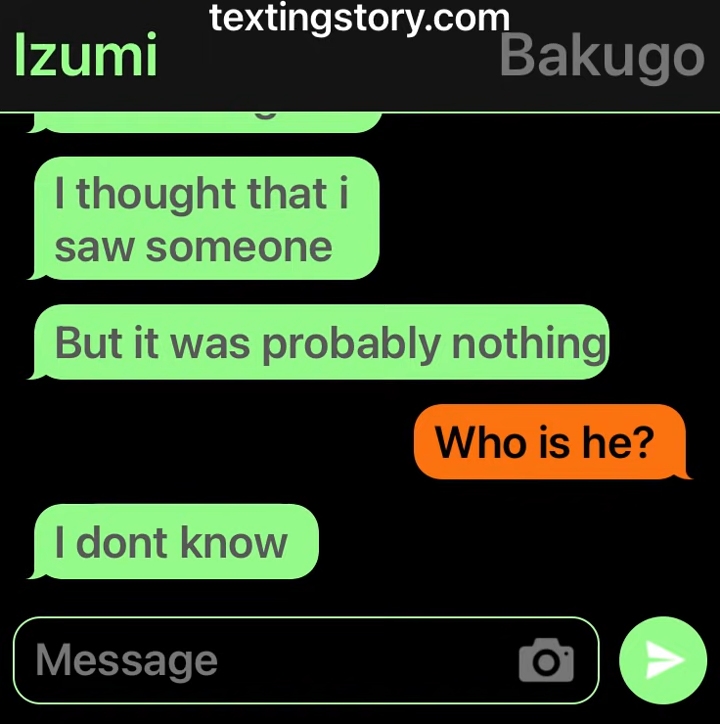 textingstory.com
Izumi
Bakugo
I thought that i
saw someone
But it was probably nothing
Who is he?
I dont know
Message